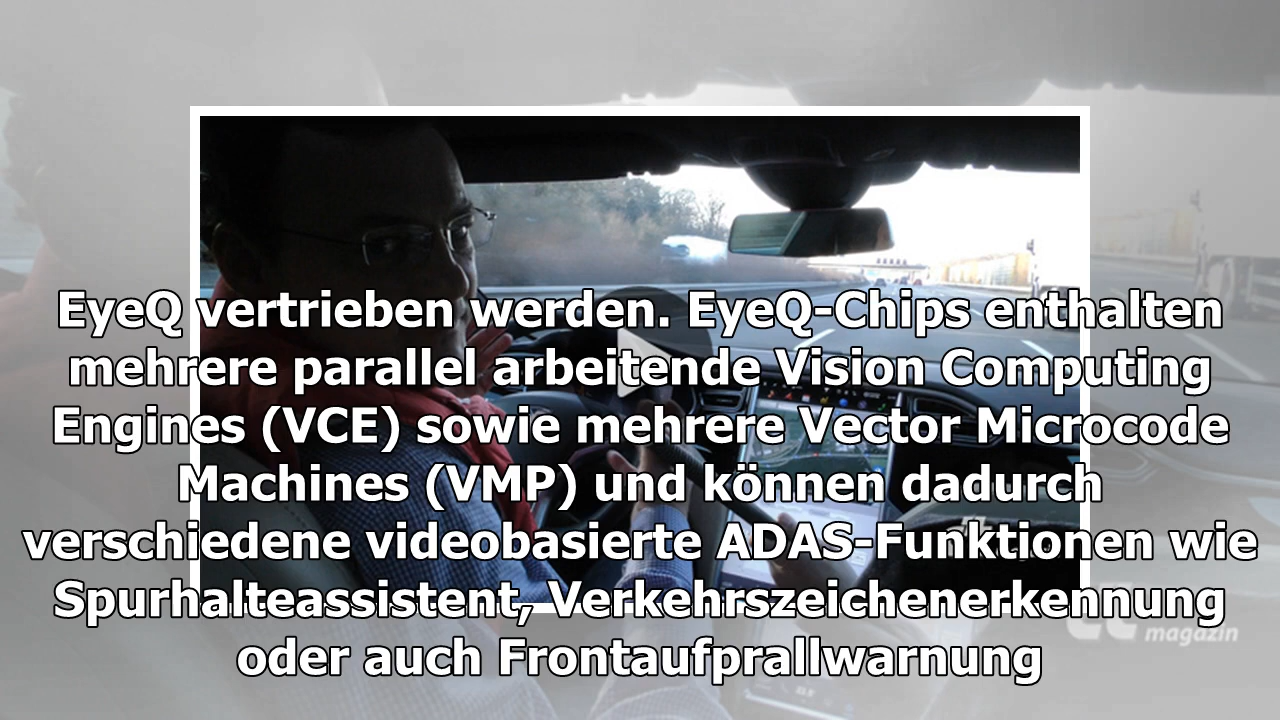 EyeQ vertrieben werden. EyeQ-Chips enthalten
mehrere parallel arbeitende Vision Computing
Engines (VCE) sowie mehrere Vector Microcode
Machines (VMP) und können dadurch
verschiedene videobasierte ADAS-Funktionen wie
Spurhalteassistent, Verkehrszeichenerkennung
oder auch Frontaufprallwarnung
magazin